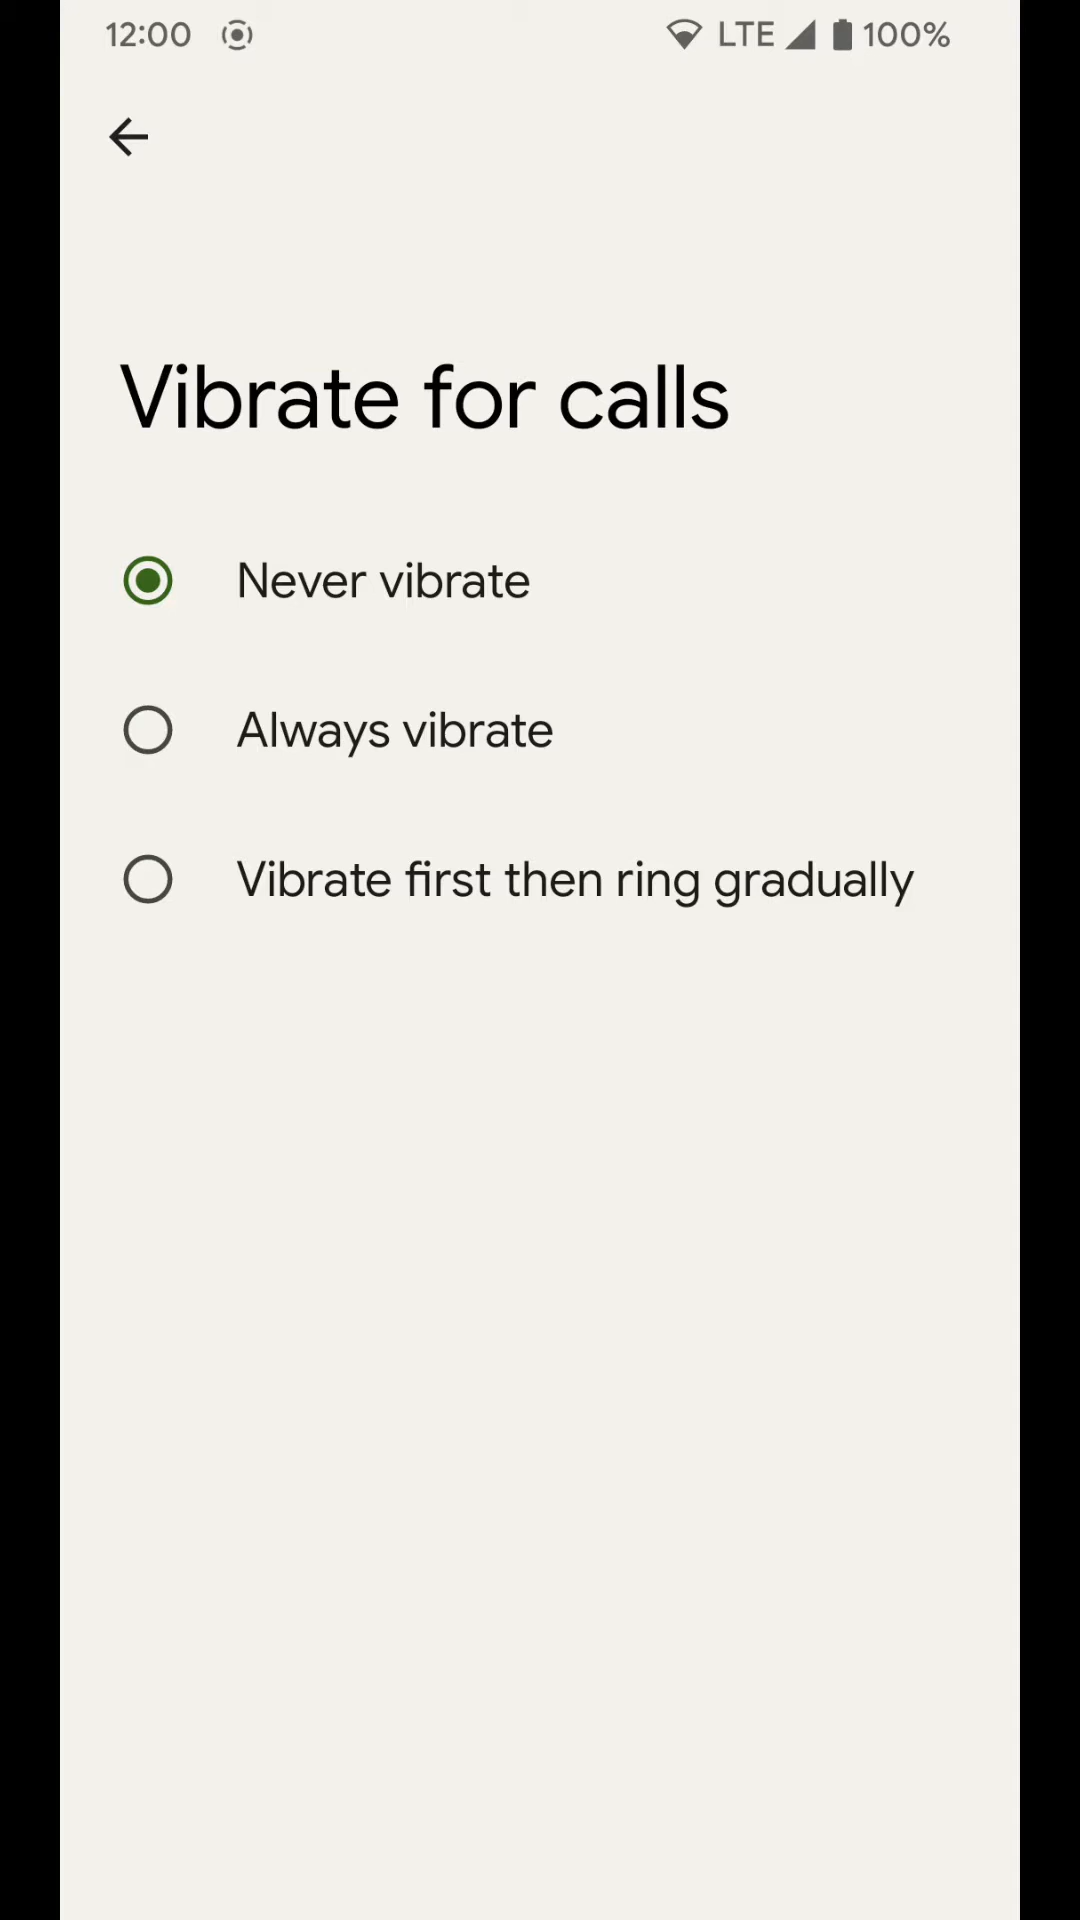 12:00 LTE 100%
Vibrate for calls
Never vibrate
Always vibrate
Vibrate first then ring gradually